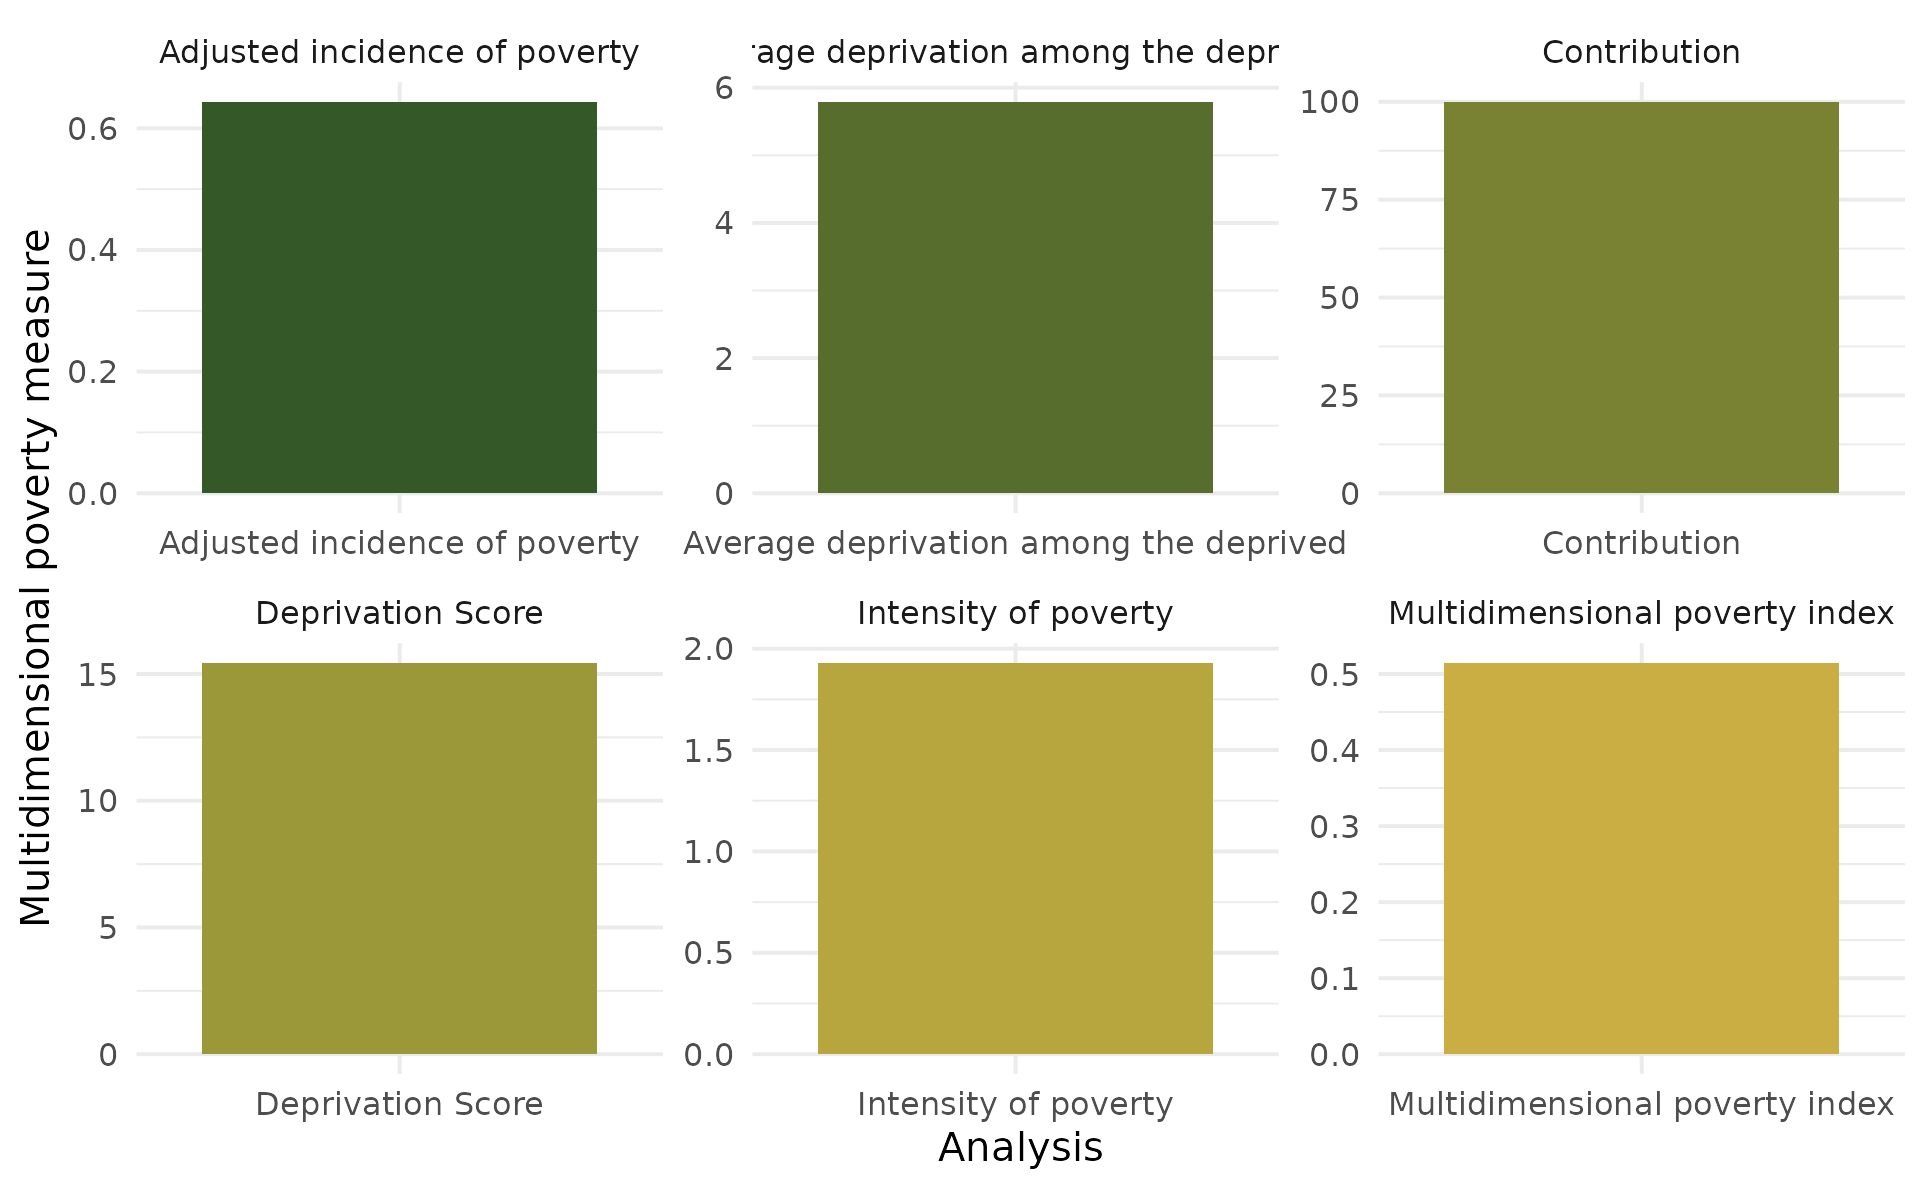 Adjusted incidence of poverty
rage deprivation among the depr
Contribution
0.6
0.4
0.2
0.0
6
4
2
0
100
75
50
25
0
Adjusted incidence of poverty
Average deprivation among the deprived
Contribution
Multidimensional poverty measure
Deprivation Score
Intensity of poverty
Multidimensional poverty index
15
10
5
0
2.0
1.5
1.0
0.5
0.0
0.5
0.4
0.3
0.2
0.1
0.0
Deprivation Score
Intensity of poverty
Multidimensional poverty index
Analysis